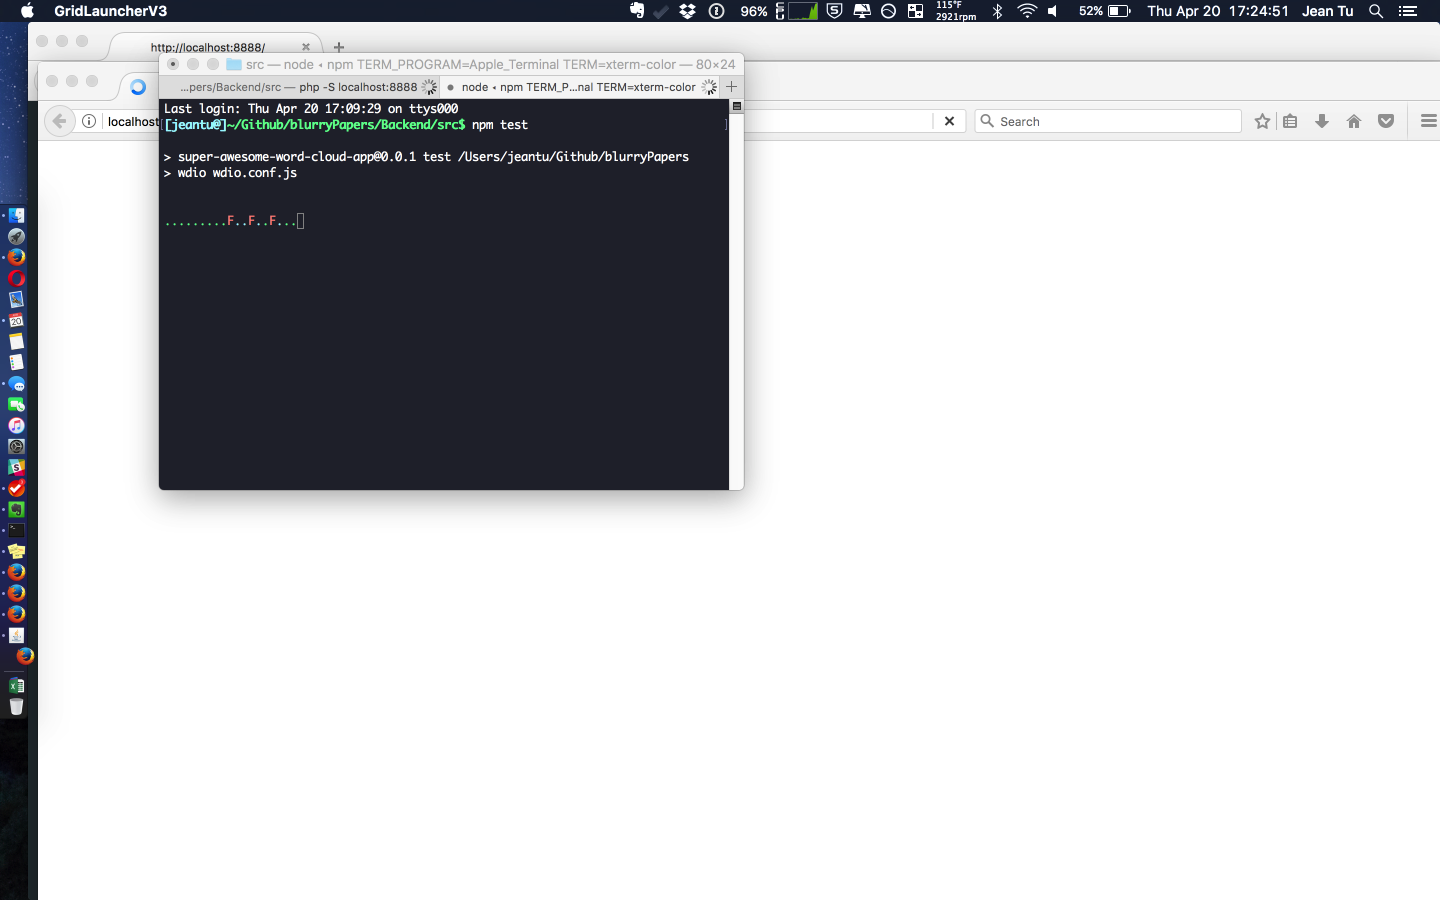 GridLauncherV3
96%
115°F
2921rpm
52%
Thu Apr 20 17:24:51
Jean Tu
http://localhost:8888/
src — node ◂ npm TERM_PROGRAM=Apple_Terminal TERM=xterm-color — 80×24
...pers/Backend/src — php -S localhost:8888
node ◂ npm TERM_P...nal TERM=xterm-color
localhost
Search
Last login: Thu Apr 20 17:09:29 on ttys000
[jeantu@]~/Github/blurryPapers/Backend/src$ npm test
> super-awesome-word-cloud-app@0.0.1 test /Users/jeantu/Github/blurryPapers
> wdio wdio.conf.js
.........F..F..F...
20